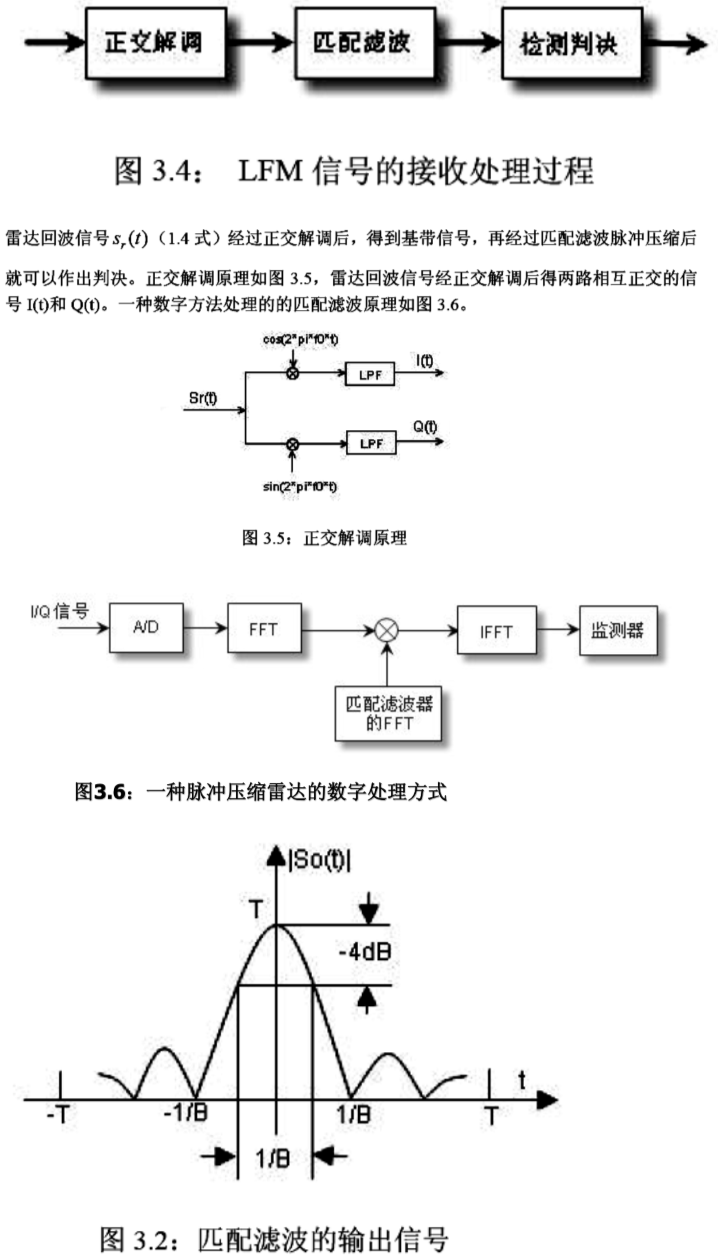 正交解调 匹配滤波 检测判决
图 3.4： LFM 信号的接收处理过程
雷达回波信号 s_r(t)（1.4 式）经过正交解调后，得到基带信号，再经过匹配滤波脉冲压缩后
就可以作出判决。正交解调原理如图 3.5，雷达回波信号经正交解调后得两路相互正交的信
号 I(t)和 Q(t)。一种数字方法处理的的匹配滤波原理如图 3.6。
cos(2*pi*f0*t)
I(t)
LPF
Sr(t)
Q(t)
LPF
sin(2*pi*f0*t)
图 3.5：正交解调原理
I/Q 信号
A/D FFT IFFT 监测器
匹配滤波器
的FFT
图3.6：一种脉冲压缩雷达的数字处理方式
|So(t)|
T
-4dB
t
-T -1/B 1/B T
1/B
图 3.2：匹配滤波的输出信号